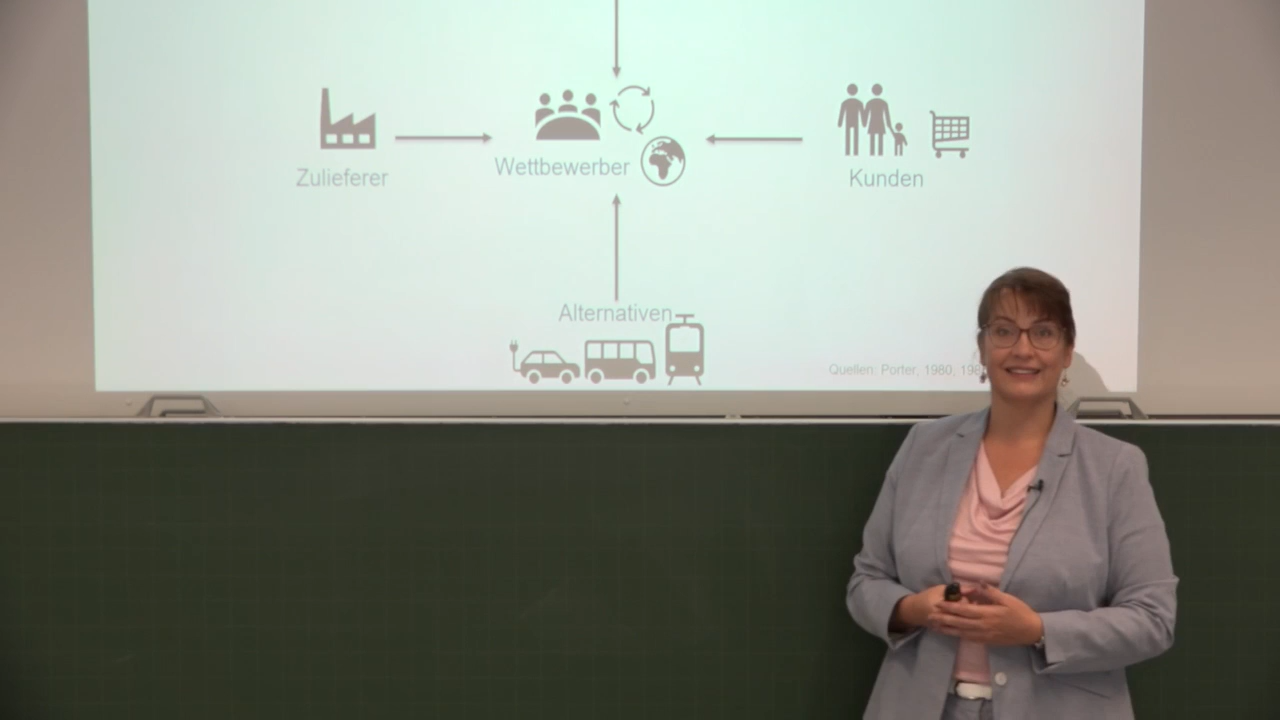 Wettbewerber
Zulieferer
Kunden
Alternativen
Quellen: Porter, 1980,